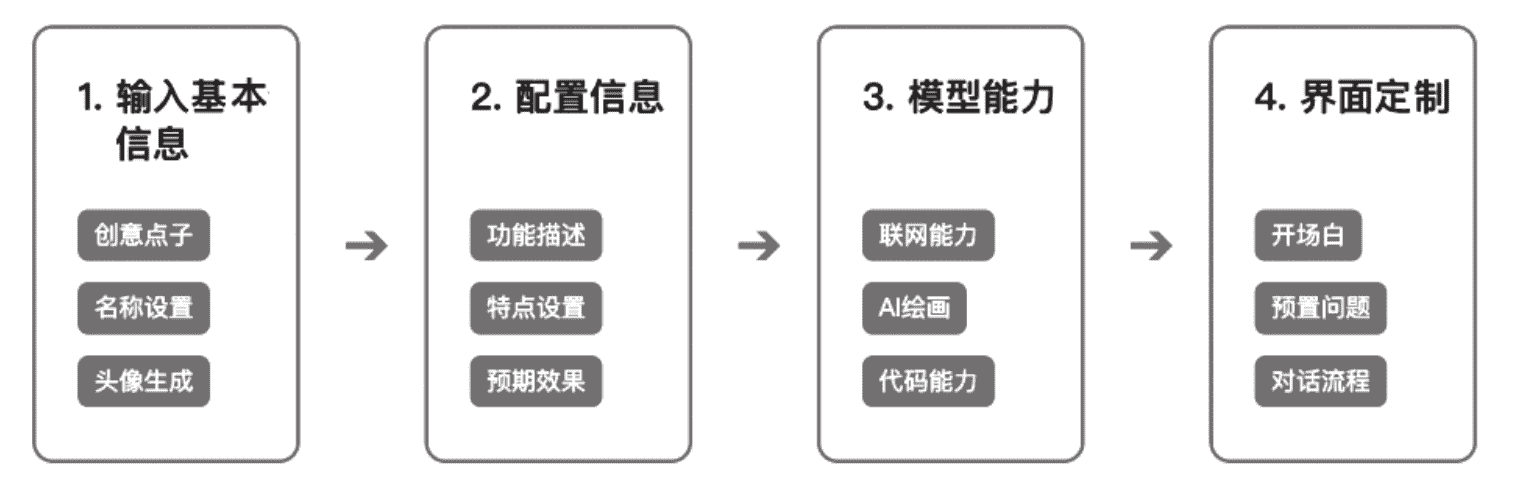 1. 输入基本
信息
创意点子
名称设置
头像生成
2. 配置信息
功能描述
特点设置
预期效果
3. 模型能力
联网能力
AI绘画
代码能力
4. 界面定制
开场白
预置问题
对话流程